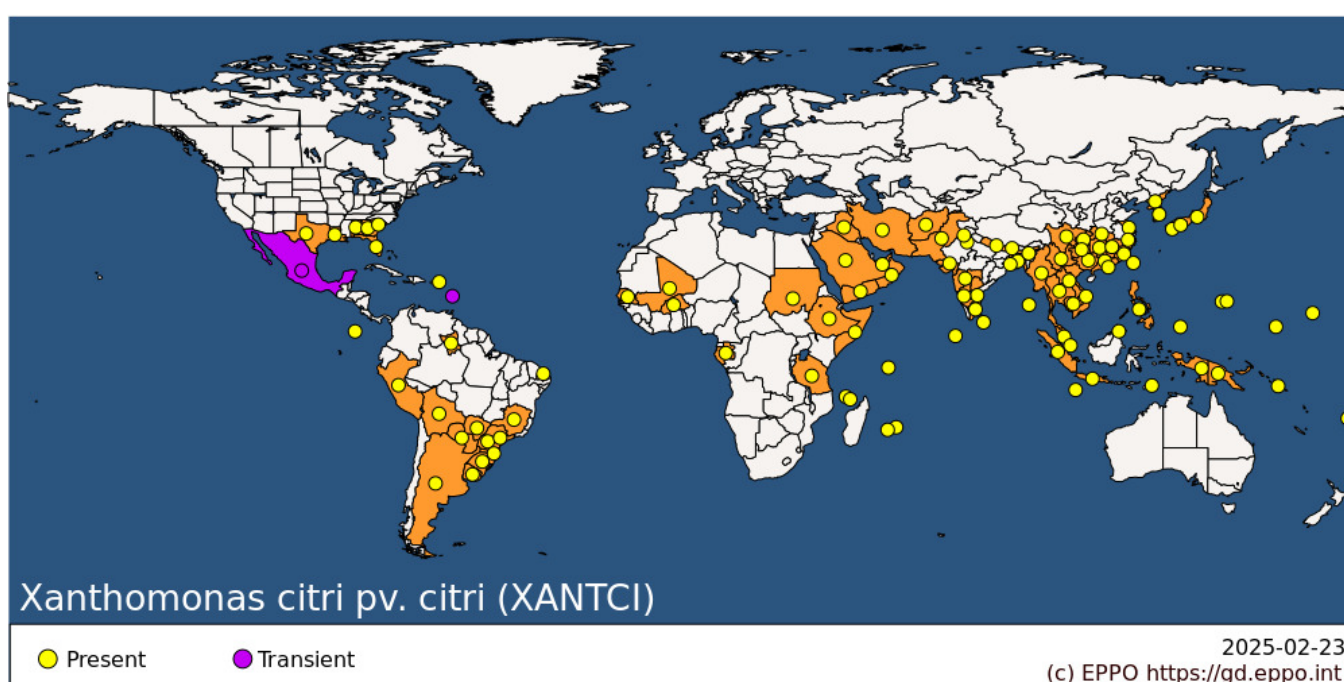 Xanthomonas citri pv. citri (XANTCI)
Present
Transient
2025-02-23
(c) EPPO https://gd.eppo.int